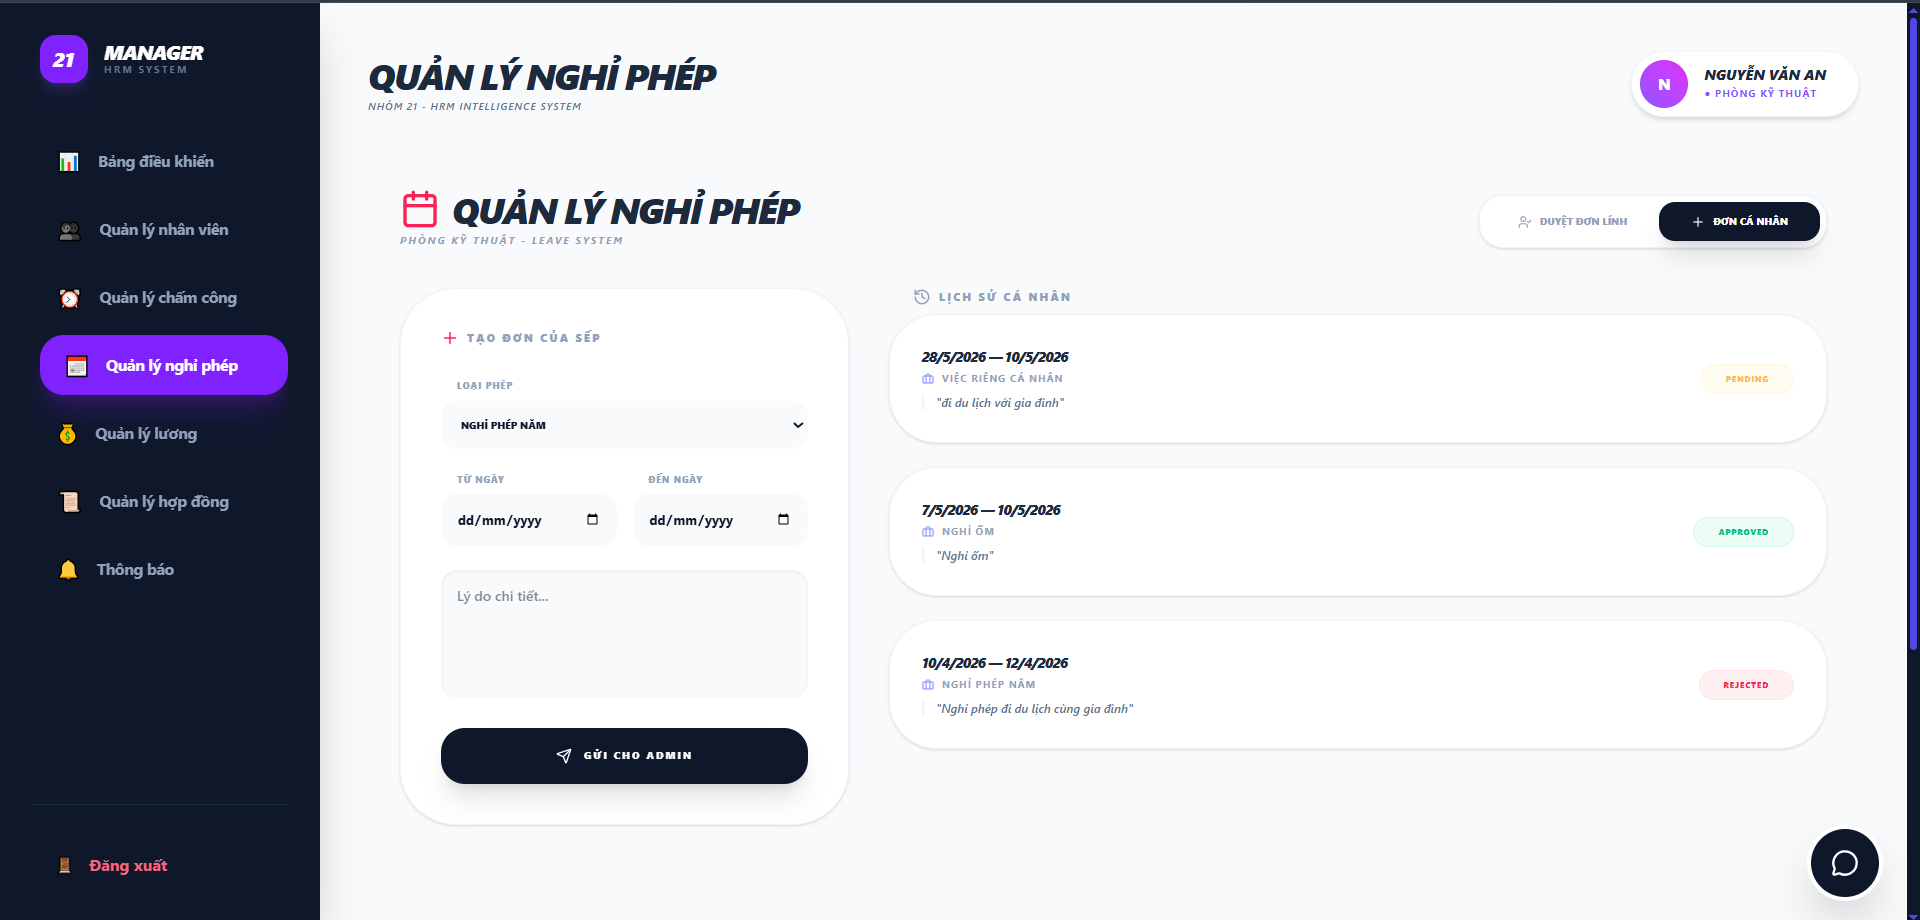 21
MANAGER
HRM SYSTEM
Bảng điều khiển
Quản lý nhân viên
Quản lý chấm công
Quản lý nghỉ phép
Quản lý lương
Quản lý hợp đồng
Thông báo
Đăng xuất
QUẢN LÝ NGHỈ PHÉP
NHÓM 21 - HRM INTELLIGENCE SYSTEM
N
NGUYỄN VĂN AN
• PHÒNG KỸ THUẬT
QUẢN LÝ NGHỈ PHÉP
PHÒNG KỸ THUẬT - LEAVE SYSTEM
DUYỆT ĐƠN LÍNH
ĐƠN CÁ NHÂN
TẠO ĐƠN CỦA SẾP
LOẠI PHÉP
NGHỈ PHÉP NĂM
TỪ NGÀY
ĐẾN NGÀY
dd/mm/yyyy
dd/mm/yyyy
Lý do chi tiết...
GỬI CHO ADMIN
LỊCH SỬ CÁ NHÂN
28/5/2026 — 10/5/2026
VIỆC RIÊNG CÁ NHÂN
"đi du lịch với gia đình"
PENDING
7/5/2026 — 10/5/2026
NGHỈ ỐM
"Nghỉ ốm"
APPROVED
10/4/2026 — 12/4/2026
NGHỈ PHÉP NĂM
"Nghỉ phép đi du lịch cùng gia đình"
REJECTED